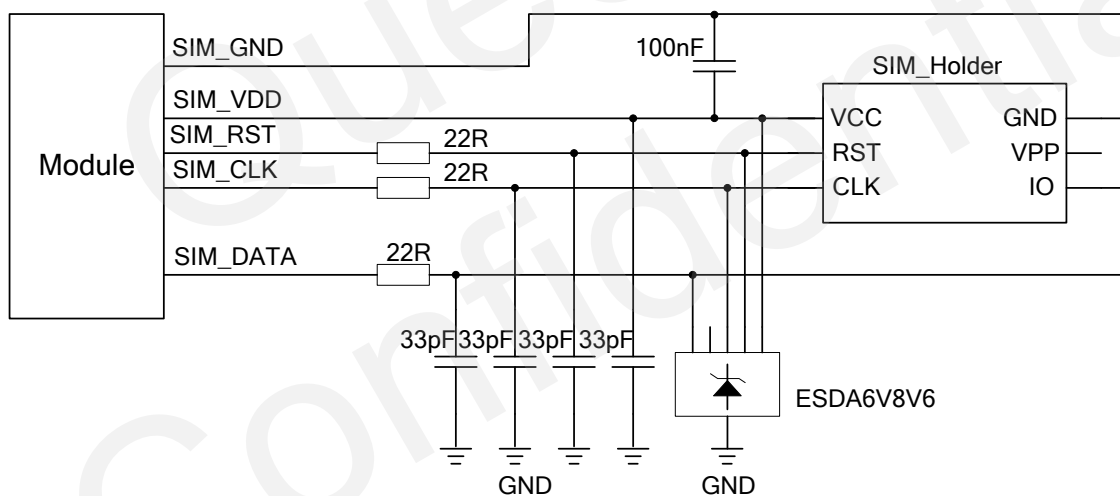 SIM_GND
100nF
SIM_Holder
SIM_VDD
VCC
GND
SIM_RST
22R
RST
VPP
Module
SIM_CLK
22R
CLK
IO
SIM_DATA
22R
33pF 33pF 33pF 33pF
ESDA6V8V6
GND
GND
Confidential